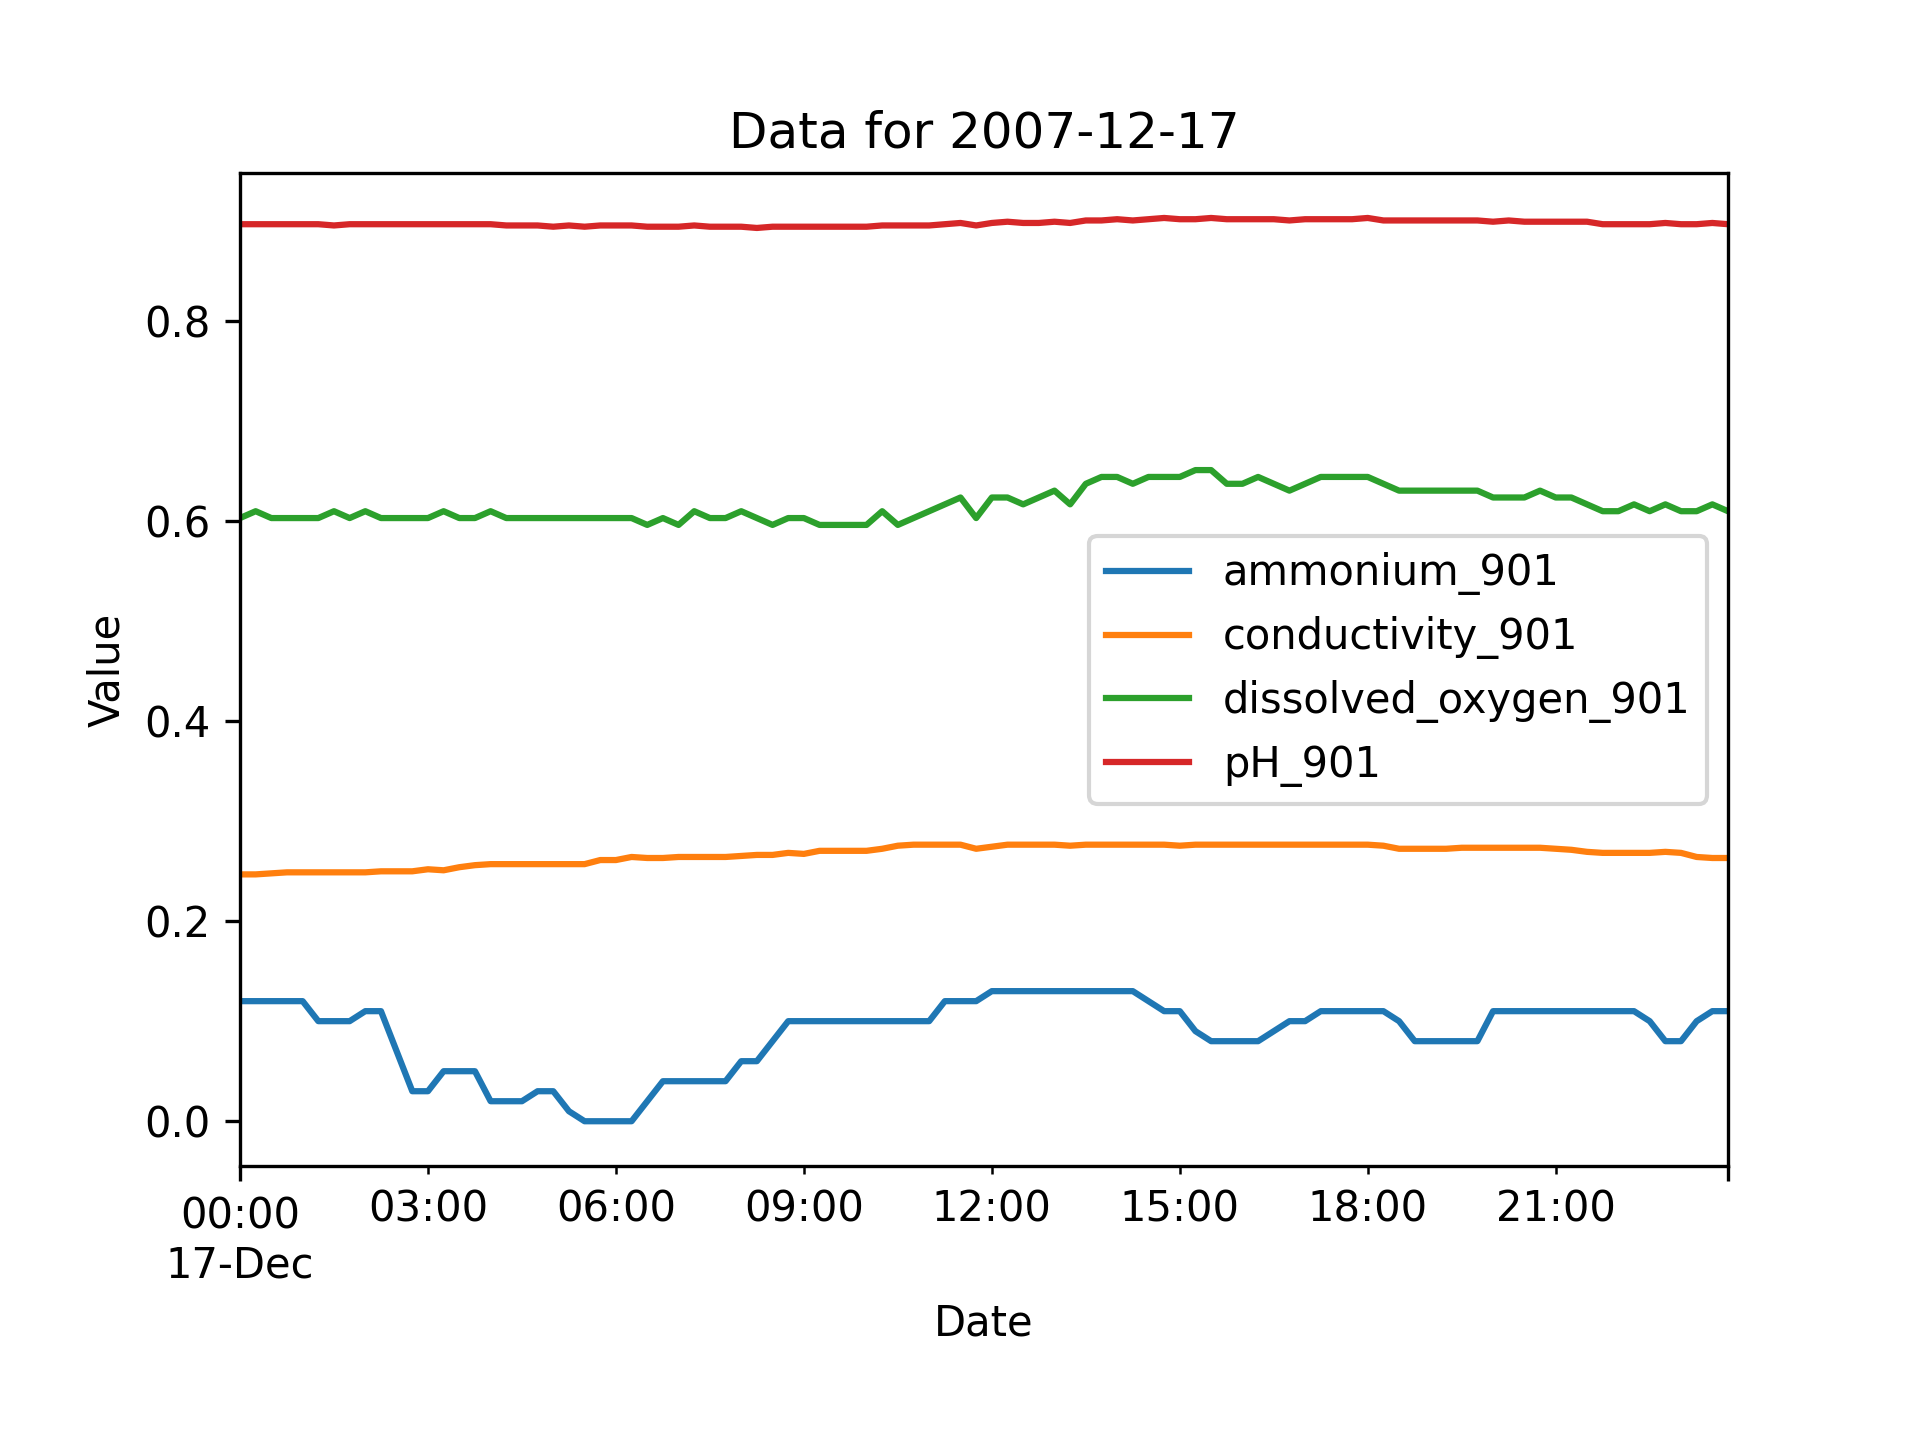 Data for 2007-12-17
Value
0.8
0.6
0.4
0.2
0.0
ammonium_901
conductivity_901
dissolved_oxygen_901
pH_901
00:00 03:00 06:00 09:00 12:00 15:00 18:00 21:00
17-Dec
Date